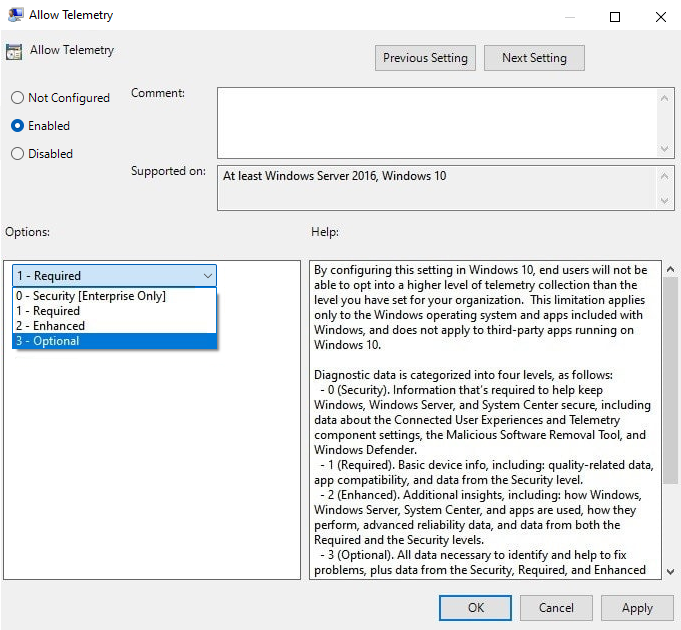 Allow Telemetry
Allow Telemetry
Previous Setting
Next Setting
Not Configured
Enabled
Disabled
Comment:
Supported on:
At least Windows Server 2016, Windows 10
Options:
Help:
1 - Required
0 - Security [Enterprise Only]
1 - Required
2 - Enhanced
3 - Optional
By configuring this setting in Windows 10, end users will not be
able to opt into a higher level of telemetry collection than the
level you have set for your organization.  This limitation applies
only to the Windows operating system and apps included with
Windows, and does not apply to third-party apps running on
Windows 10.
Diagnostic data is categorized into four levels, as follows:
- 0 (Security). Information that's required to help keep
Windows, Windows Server, and System Center secure, including
data about the Connected User Experiences and Telemetry
component settings, the Malicious Software Removal Tool, and
Windows Defender.
- 1 (Required). Basic device info, including: quality-related data,
app compatibility, and data from the Security level.
- 2 (Enhanced). Additional insights, including: how Windows,
Windows Server, System Center, and apps are used, how they
perform, advanced reliability data, and data from both the
Required and the Security levels.
- 3 (Optional). All data necessary to identify and help to fix
problems, plus data from the Security, Required, and Enhanced
OK
Cancel
Apply